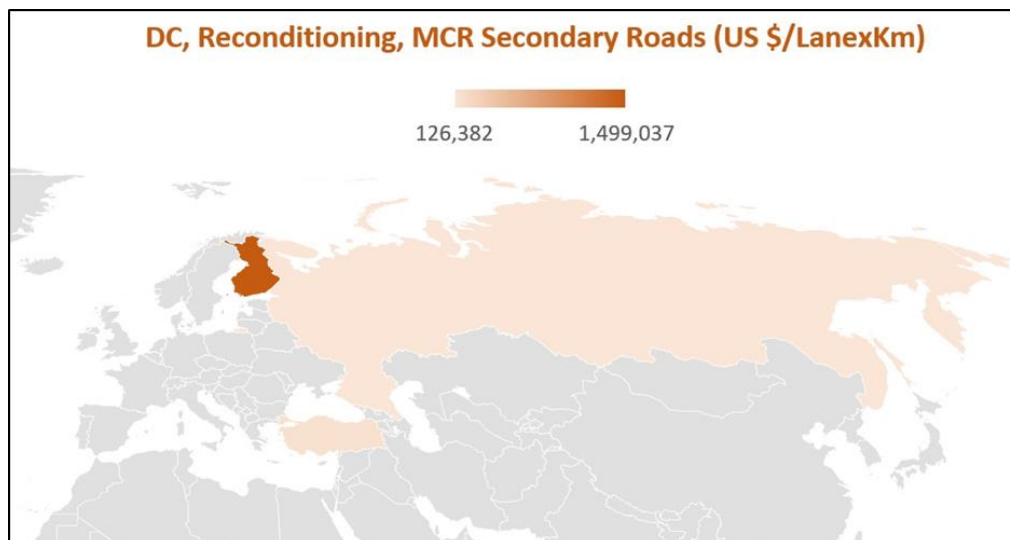 DC, Reconditioning, MCR Secondary Roads (US $/LanexKm)
126,382 1,499,037